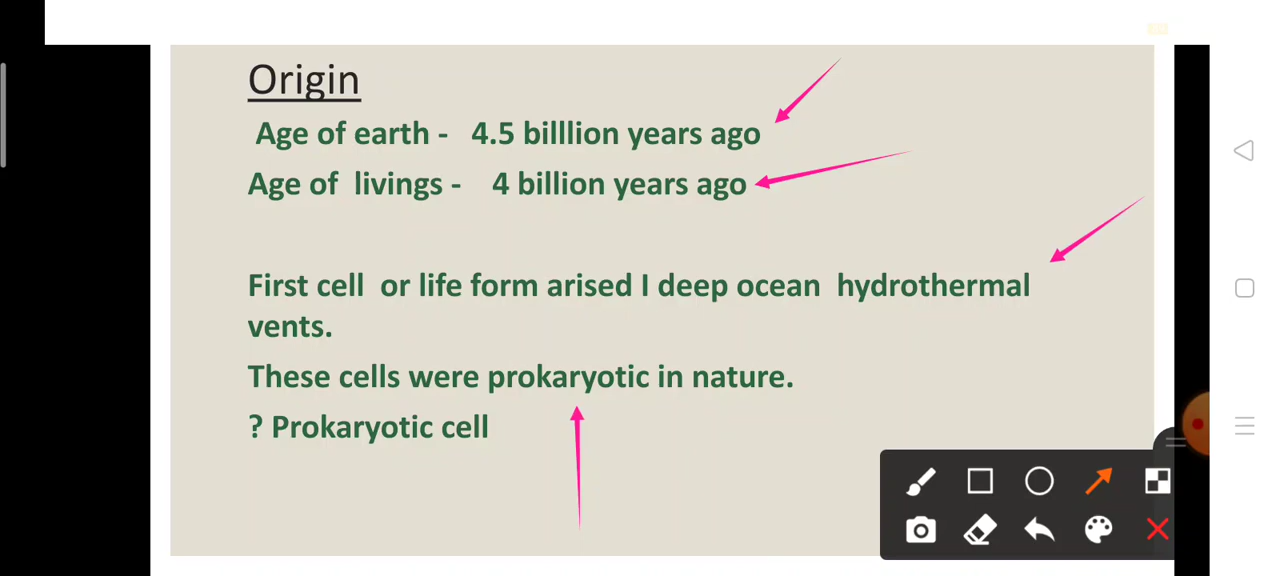 Origin
Age of earth - 4.5 billlion years ago
Age of livings - 4 billion years ago
First cell or life form arised I deep ocean hydrothermal
vents.
These cells were prokaryotic in nature.
? Prokaryotic cell